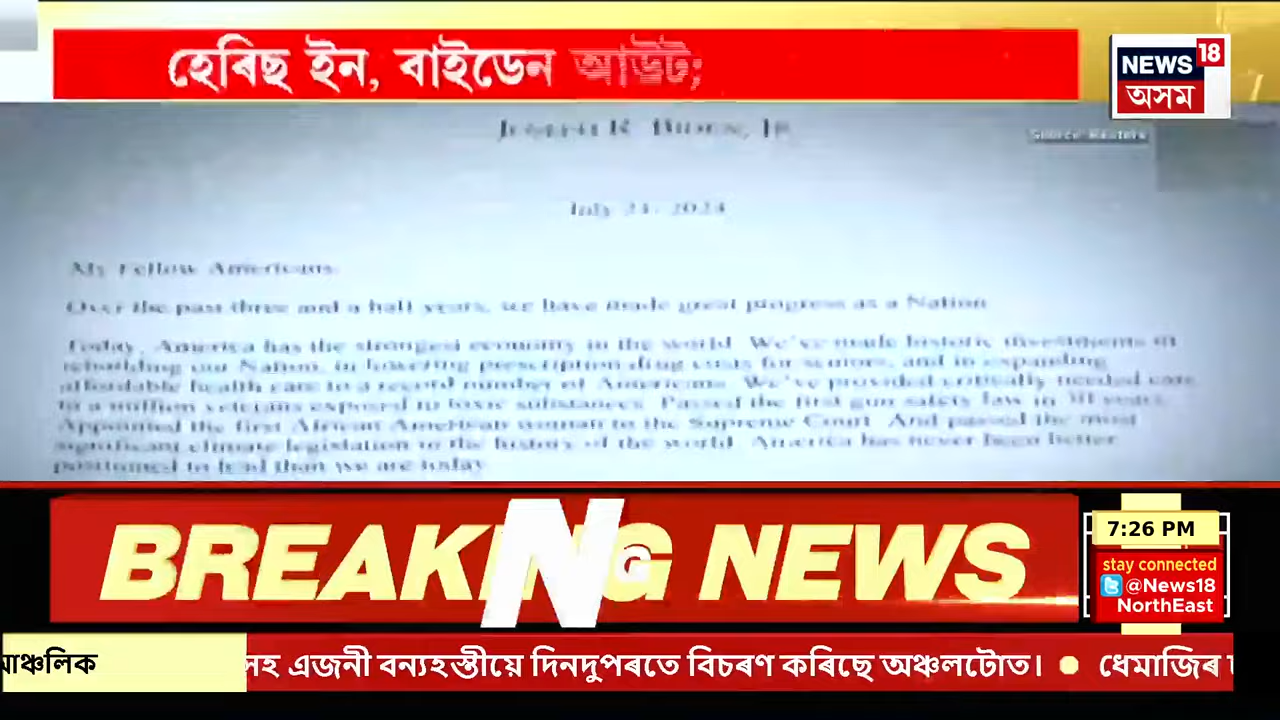 হেৰিছ ইন, বাইডেন আউট;
NEWS 18
অসম
Joseph R. Biden, Jr.
Source: Reuters
July 21, 2024
My Fellow Americans,
Over the past three and a half years, we have made great progress as a Nation.
Today, America has the strongest economy in the world. We've made historic investments in
rebuilding our Nation, in lowering prescription drug costs for seniors, and in expanding
affordable health care to a record number of Americans. We've provided critically needed care
to a million veterans exposed to toxic substances. Passed the first gun safety law in 30 years.
Appointed the first African American woman to the Supreme Court. And passed the most
significant climate legislation in the history of the world. America has never been better
positioned to lead than we are today.
BREAKING NEWS
7:26 PM
stay connected
@News18
NorthEast
আঞ্চলিক
সহ এজনী বন্যহস্তীয়ে দিনদুপৰতে বিচৰণ কৰিছে অঞ্চলটোত। ● ধেমাজিৰ